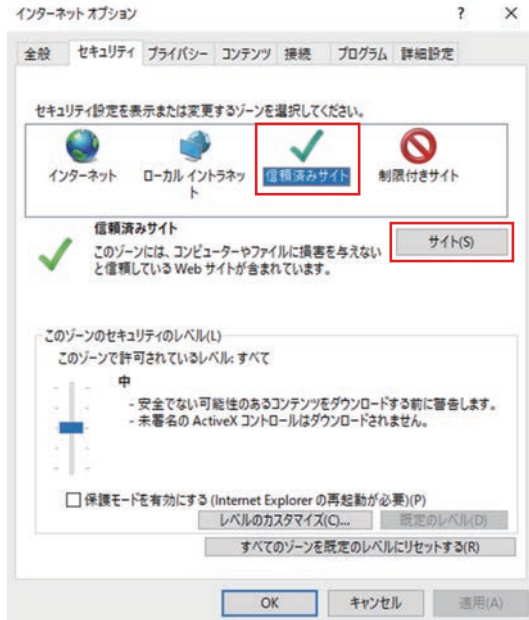 インターネット オプション ? ×
全般 セキュリティ プライバシー コンテンツ 接続 プログラム 詳細設定
セキュリティ設定を表示または変更するゾーンを選択してください。
インターネット ローカル イントラネッ 信頼済みサイト 制限付きサイト
ト
信頼済みサイト
サイト(S)
このゾーンには、コンピューターやファイルに損害を与えない
と信頼している Web サイトが含まれています。
このゾーンのセキュリティのレベル(L)
このゾーンで許可されているレベル: すべて
中
- 安全でない可能性のあるコンテンツをダウンロードする前に警告します。
- 未署名の ActiveX コントロールはダウンロードされません。
保護モードを有効にする (Internet Explorer の再起動が必要)(P)
レベルのカスタマイズ(C)... 既定のレベル(D)
すべてのゾーンを既定のレベルにリセットする(R)
OK キャンセル 適用(A)